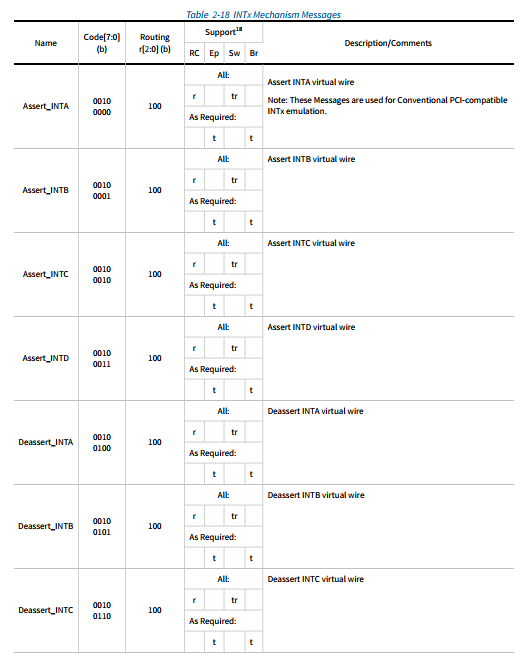 Table 2-18 INTx Mechanism Messages
Name Code[7:0] (b) Routing r[2:0] (b) Support18 Description/Comments
RC Ep Sw Br
Assert_INTA 0010 0000 100 All: Assert INTA virtual wire
r tr Note: These Messages are used for Conventional PCI-compatible
INTx emulation.
As Required:
t t
Assert_INTB 0010 0001 100 All: Assert INTB virtual wire
r tr
As Required:
t t
Assert_INTC 0010 0010 100 All: Assert INTC virtual wire
r tr
As Required:
t t
Assert_INTD 0010 0011 100 All: Assert INTD virtual wire
r tr
As Required:
t t
Deassert_INTA 0010 0100 100 All: Deassert INTA virtual wire
r tr
As Required:
t t
Deassert_INTB 0010 0101 100 All: Deassert INTB virtual wire
r tr
As Required:
t t
Deassert_INTC 0010 0110 100 All: Deassert INTC virtual wire
r tr
As Required:
t t